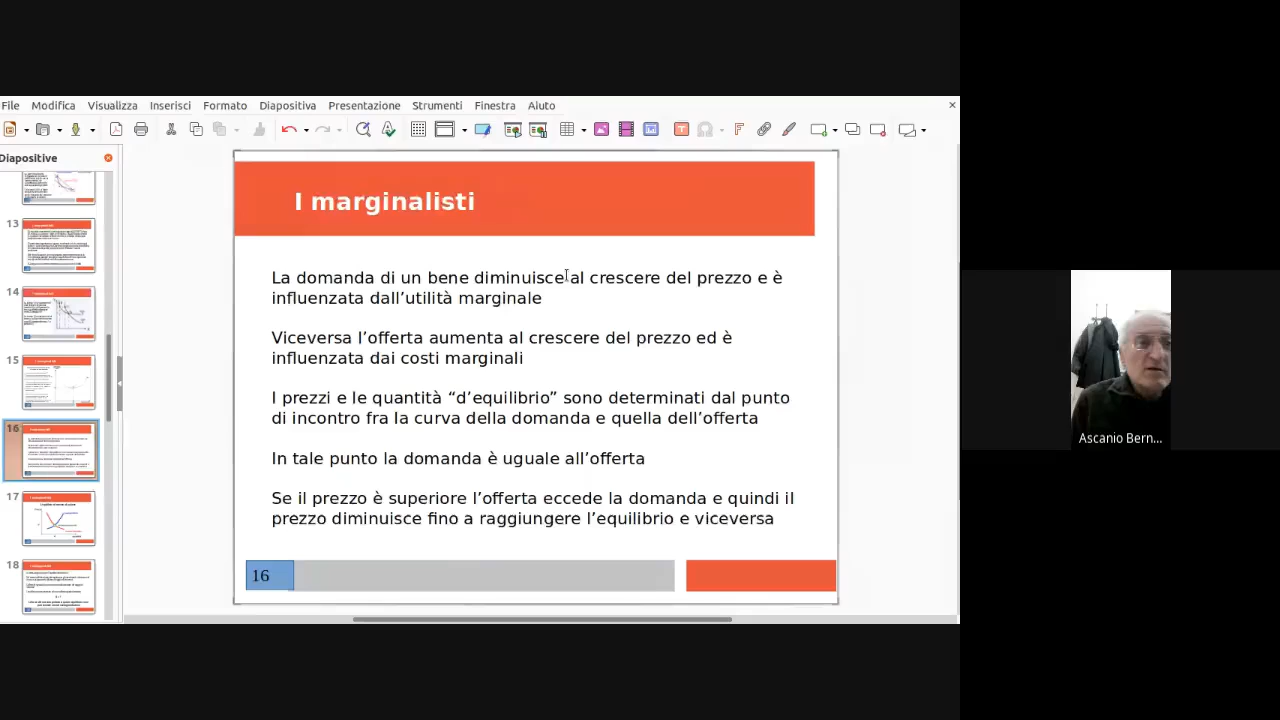 File Modifica Visualizza Inserisci Formato Diapositiva Presentazione Strumenti Finestra Aiuto
Diapositive
13
14
15
16
17
18
I marginalisti
La domanda di un bene diminuisce al crescere del prezzo e è
influenzata dall’utilità marginale
Viceversa l’offerta aumenta al crescere del prezzo ed è
influenzata dai costi marginali
I prezzi e le quantità “d’equilibrio” sono determinati dal punto
di incontro fra la curva della domanda e quella dell’offerta
In tale punto la domanda è uguale all’offerta
Se il prezzo è superiore l’offerta eccede la domanda e quindi il
prezzo diminuisce fino a raggiungere l’equilibrio e viceversa
16
Ascanio Bern...